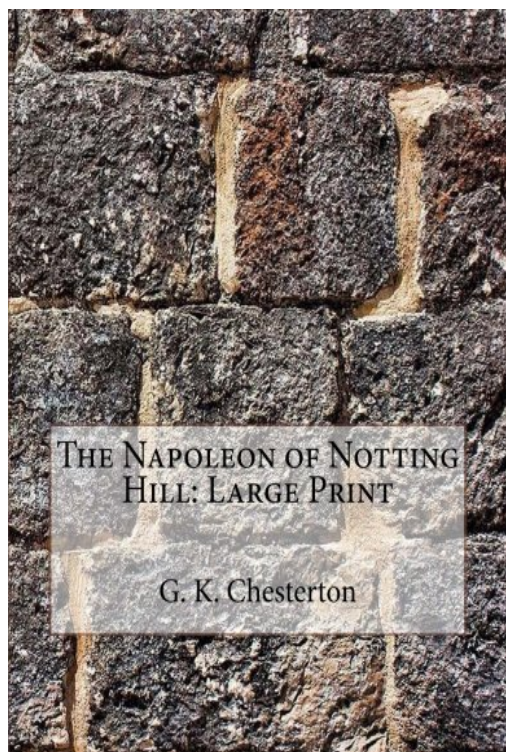 The Napoleon of Notting
Hill: Large Print
G. K. Chesterton